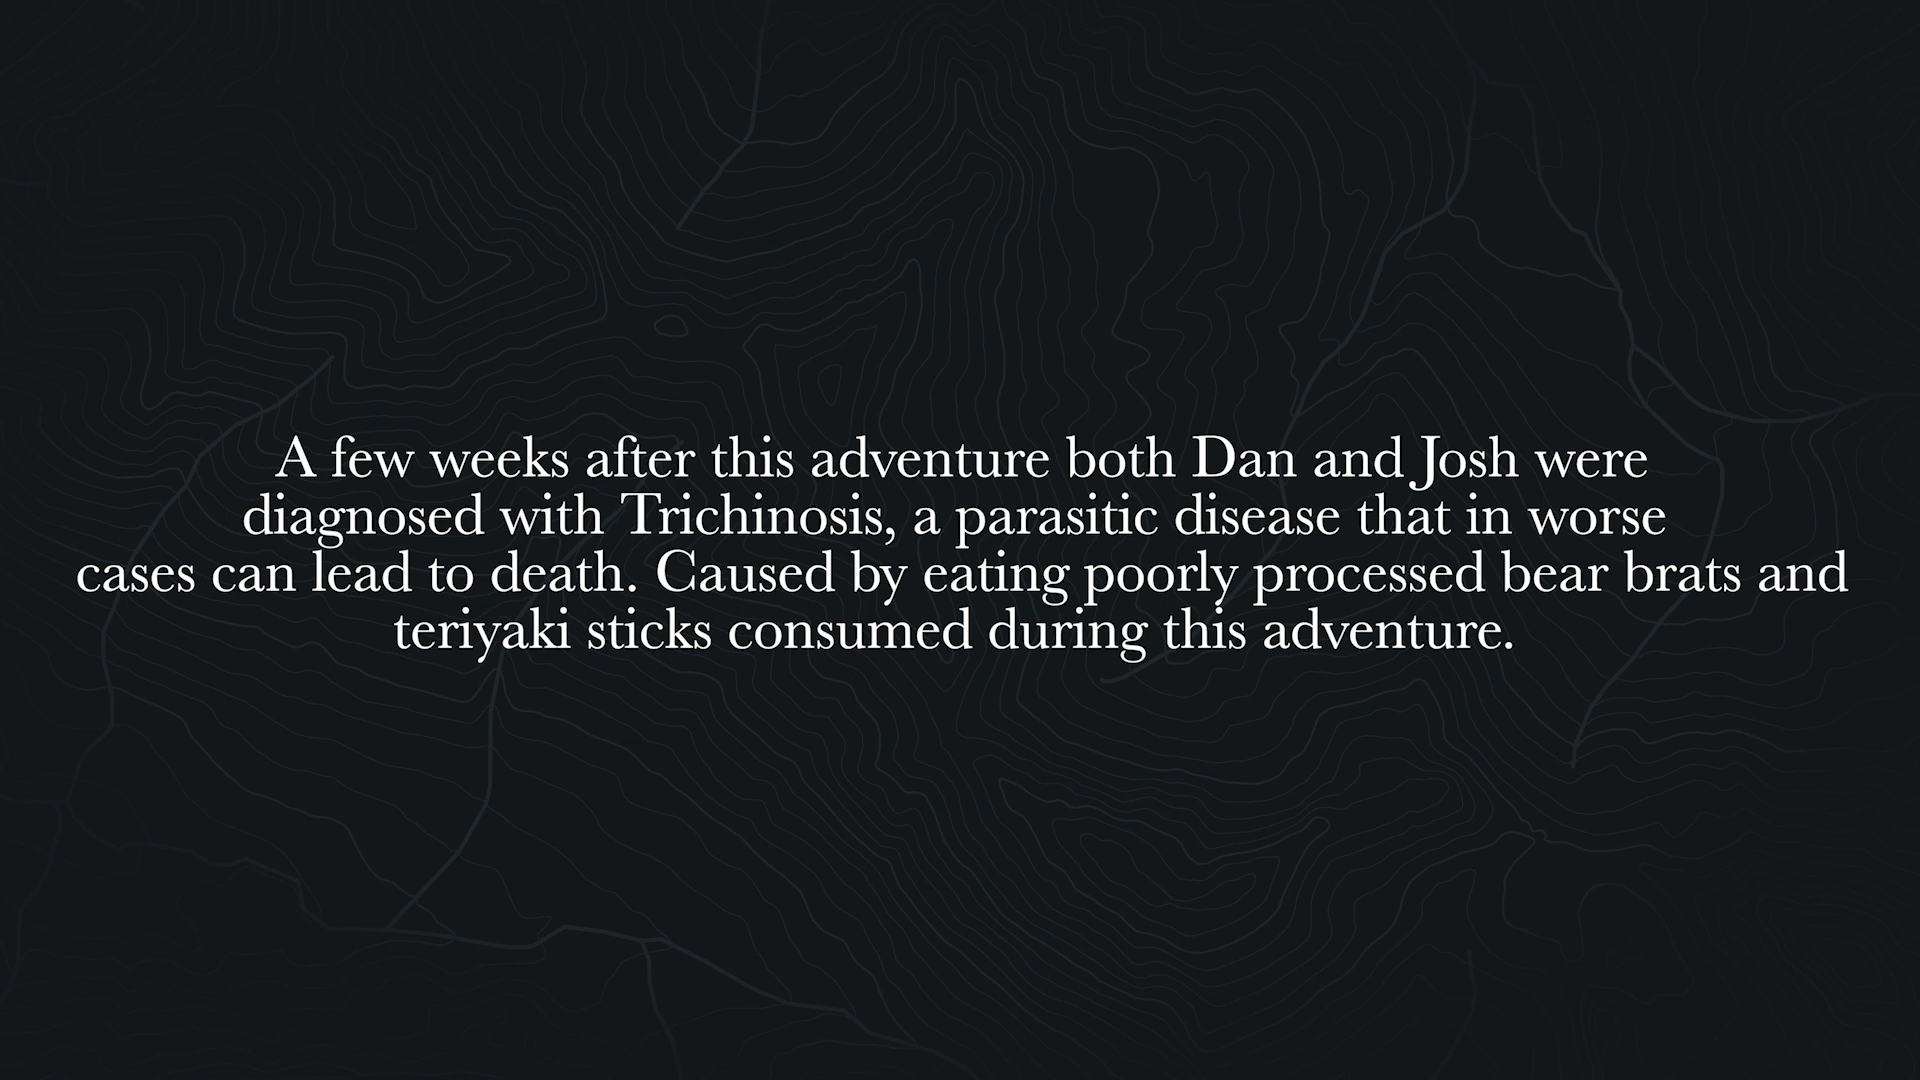 A few weeks after this adventure both Dan and Josh were
diagnosed with Trichinosis, a parasitic disease that in worse
cases can lead to death. Caused by eating poorly processed bear brats and
teriyaki sticks consumed during this adventure.